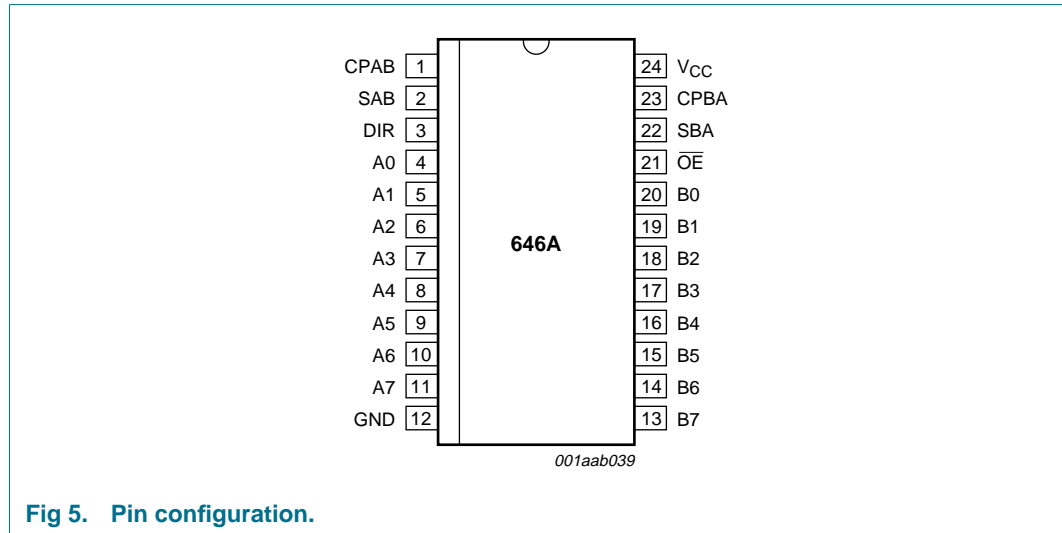 CPAB 1
SAB 2
DIR 3
A0 4
A1 5
A2 6
A3 7
A4 8
A5 9
A6 10
A7 11
GND 12
646A
24 VCC
23 CPBA
22 SBA
21 O̅E̅
20 B0
19 B1
18 B2
17 B3
16 B4
15 B5
14 B6
13 B7
001aab039
Fig 5. Pin configuration.